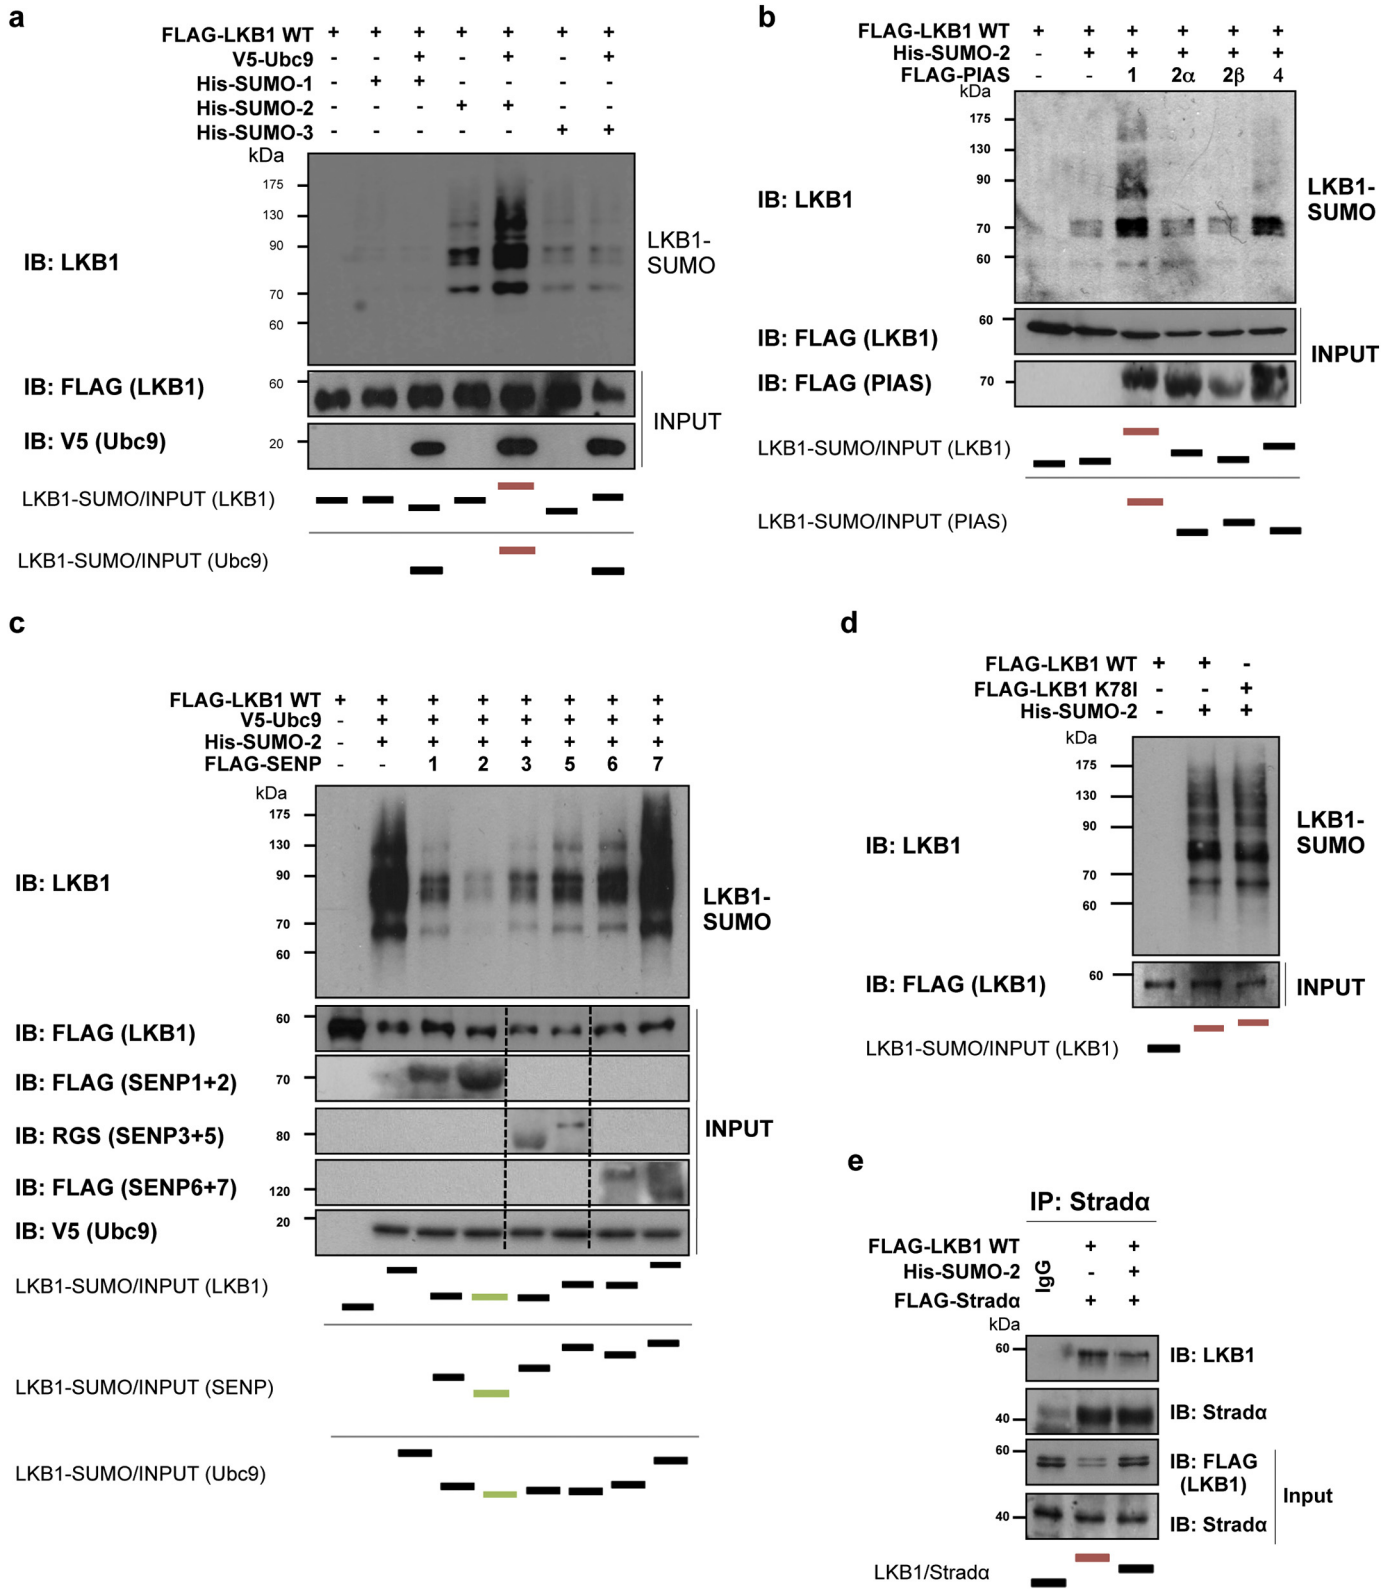 a
FLAG-LKB1 WT + + + + + + +
V5-Ubc9 - - + - + - +
His-SUMO-1 - + + - - - -
His-SUMO-2 - - - + + - -
His-SUMO-3 - - - - - + +
kDa
175
130
90
70
60
IB: LKB1
LKB1-
SUMO
IB: FLAG (LKB1) 60
IB: V5 (Ubc9) 20
INPUT
LKB1-SUMO/INPUT (LKB1)
LKB1-SUMO/INPUT (Ubc9)
b
FLAG-LKB1 WT + + + + + +
His-SUMO-2 - + + + + +
FLAG-PIAS - - 1 2α 2β 4
kDa
175
130
90
70
60
IB: LKB1
LKB1-
SUMO
IB: FLAG (LKB1) 60
IB: FLAG (PIAS) 70
INPUT
LKB1-SUMO/INPUT (LKB1)
LKB1-SUMO/INPUT (PIAS)
c
FLAG-LKB1 WT + + + + + + + +
V5-Ubc9 - + + + + + + +
His-SUMO-2 - + + + + + + +
FLAG-SENP - - 1 2 3 5 6 7
kDa
175
130
90
70
60
IB: LKB1
LKB1-
SUMO
IB: FLAG (LKB1) 60
IB: FLAG (SENP1+2) 70
IB: RGS (SENP3+5) 80
IB: FLAG (SENP6+7) 120
IB: V5 (Ubc9) 20
INPUT
LKB1-SUMO/INPUT (LKB1)
LKB1-SUMO/INPUT (SENP)
LKB1-SUMO/INPUT (Ubc9)
d
FLAG-LKB1 WT + + -
FLAG-LKB1 K78I - - +
His-SUMO-2 - + +
kDa
175
130
90
70
60
IB: LKB1
LKB1-
SUMO
IB: FLAG (LKB1) 60
INPUT
LKB1-SUMO/INPUT (LKB1)
e
IP: Stradα
FLAG-LKB1 WT + +
His-SUMO-2 - +
FLAG-Stradα + +
IgG
kDa
60 IB: LKB1
40 IB: Stradα
60 IB: FLAG
(LKB1)
40 IB: Stradα
Input
LKB1/Stradα